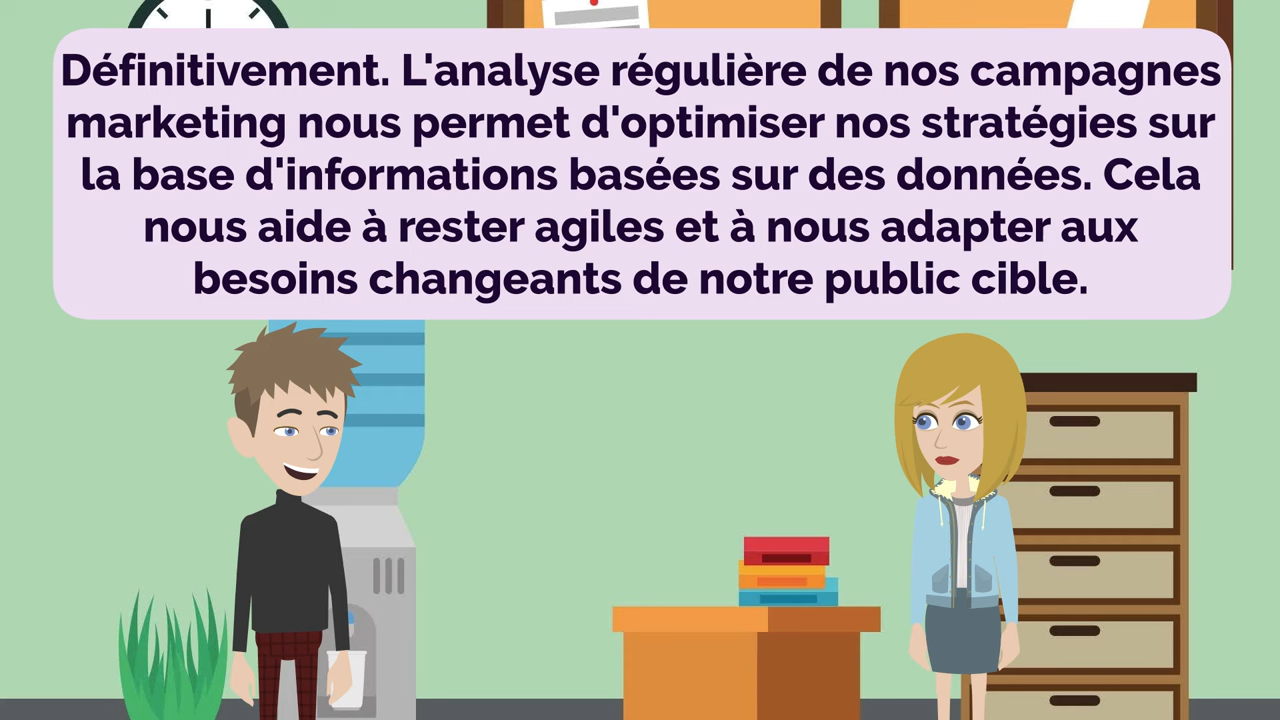 Définitivement. L'analyse régulière de nos campagnes
marketing nous permet d'optimiser nos stratégies sur
la base d'informations basées sur des données. Cela
nous aide à rester agiles et à nous adapter aux
besoins changeants de notre public cible.